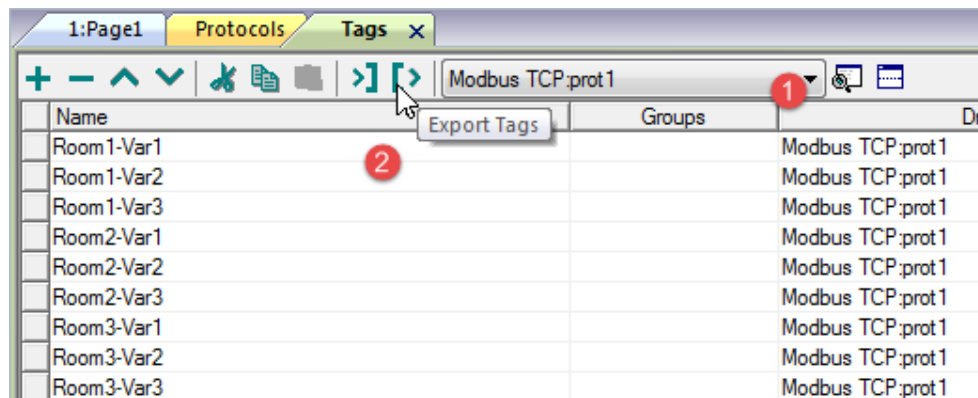 1:Page1 Protocols Tags
Modbus TCP:prot1 1
Name Groups
Export Tags
2
Room1-Var1 Modbus TCP:prot1
Room1-Var2 Modbus TCP:prot1
Room1-Var3 Modbus TCP:prot1
Room2-Var1 Modbus TCP:prot1
Room2-Var2 Modbus TCP:prot1
Room2-Var3 Modbus TCP:prot1
Room3-Var1 Modbus TCP:prot1
Room3-Var2 Modbus TCP:prot1
Room3-Var3 Modbus TCP:prot1